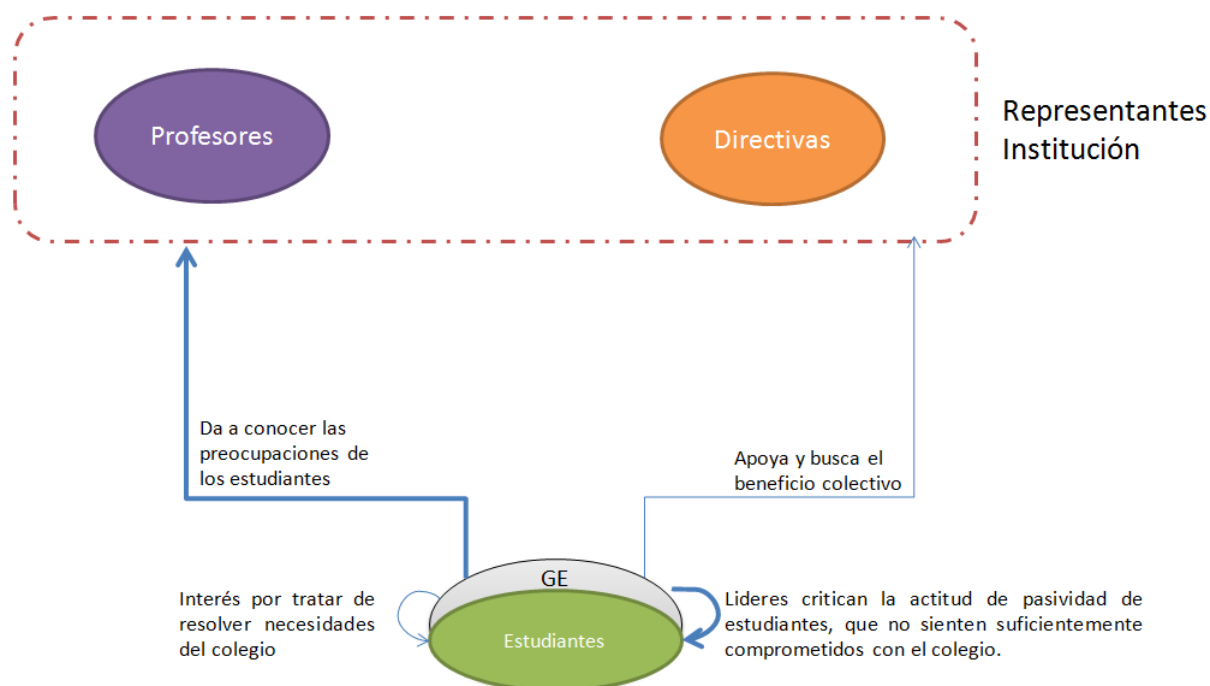 Profesores
Directivas
Representantes
Institución
Da a conocer las
preocupaciones de
los estudiantes
Apoya y busca el
beneficio colectivo
GE
Estudiantes
Interés por tratar de
resolver necesidades
del colegio
Lideres critican la actitud de pasividad de
estudiantes, que no sienten suficientemente
comprometidos con el colegio.